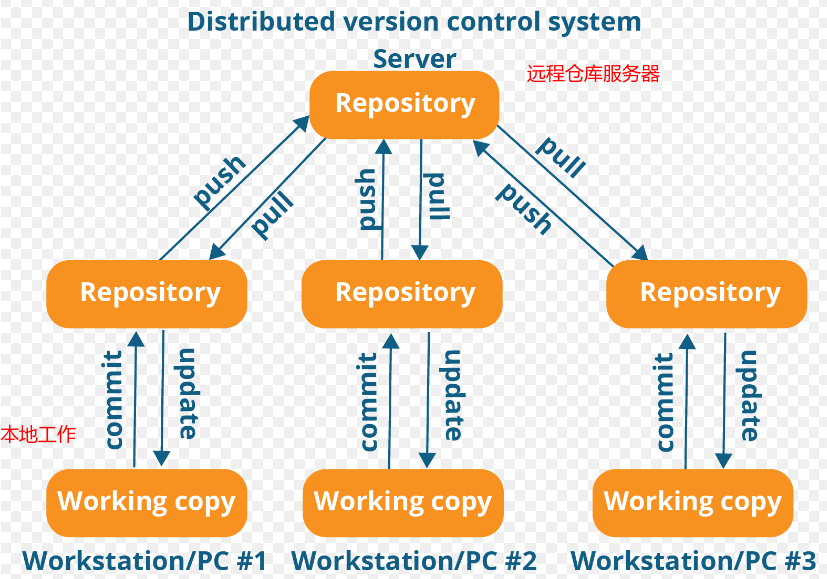 Distributed version control system
Server
远程仓库服务器
Repository
push
pull
push
pull
push
pull
Repository
Repository
Repository
commit
update
commit
update
commit
update
本地工作
Working copy
Working copy
Working copy
Workstation/PC #1
Workstation/PC #2
Workstation/PC #3